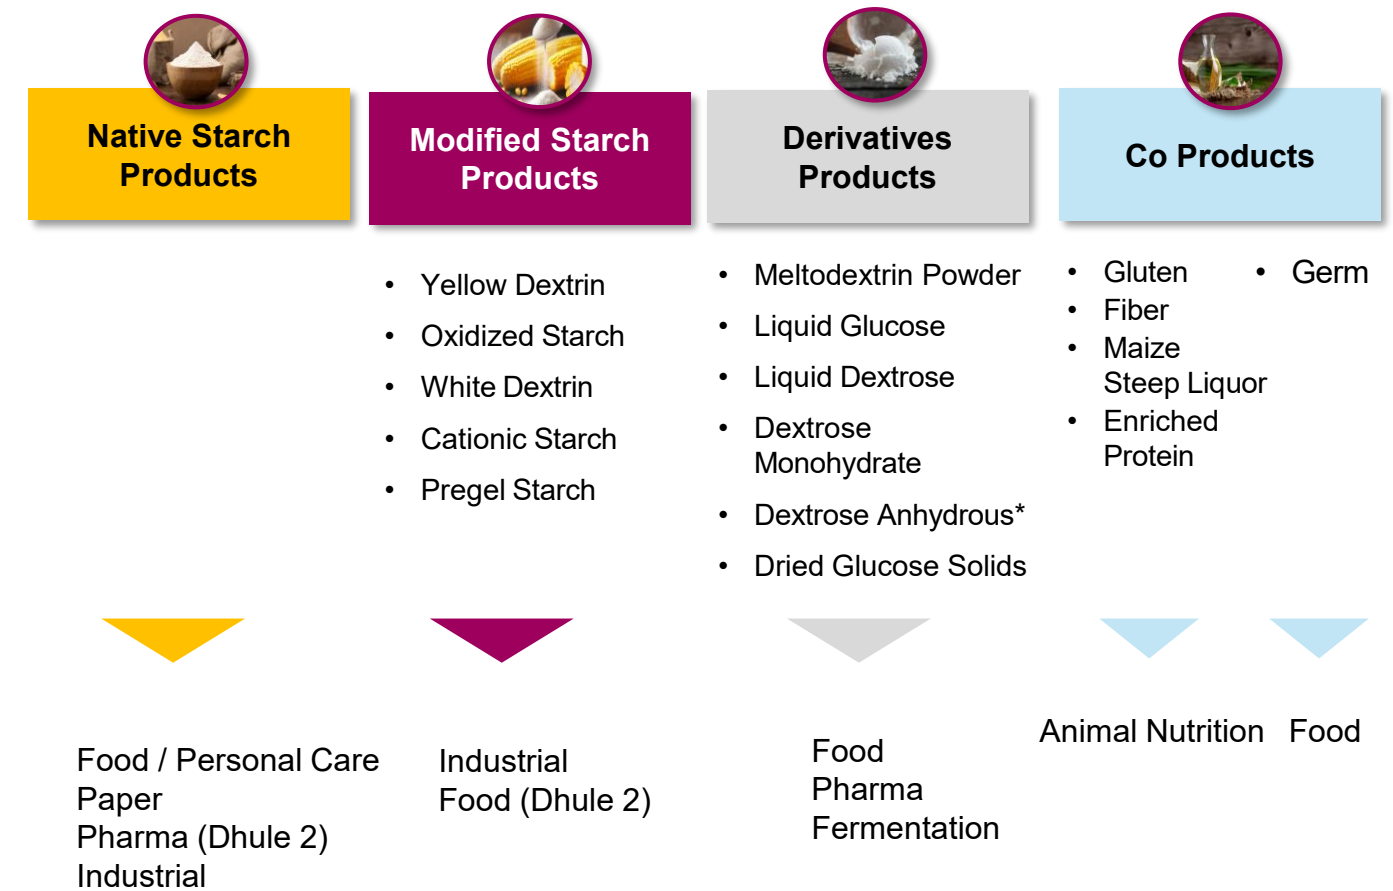 Native Starch
Products
Modified Starch
Products
Derivatives
Products
Co Products
• Yellow Dextrin
• Oxidized Starch
• White Dextrin
• Cationic Starch
• Pregel Starch
• Meltodextrin Powder
• Liquid Glucose
• Liquid Dextrose
• Dextrose
Monohydrate
• Dextrose Anhydrous*
• Dried Glucose Solids
• Gluten
• Fiber
• Maize
Steep Liquor
• Enriched
Protein
• Germ
Food / Personal Care
Paper
Pharma (Dhule 2)
Industrial
Industrial
Food (Dhule 2)
Food
Pharma
Fermentation
Animal Nutrition
Food